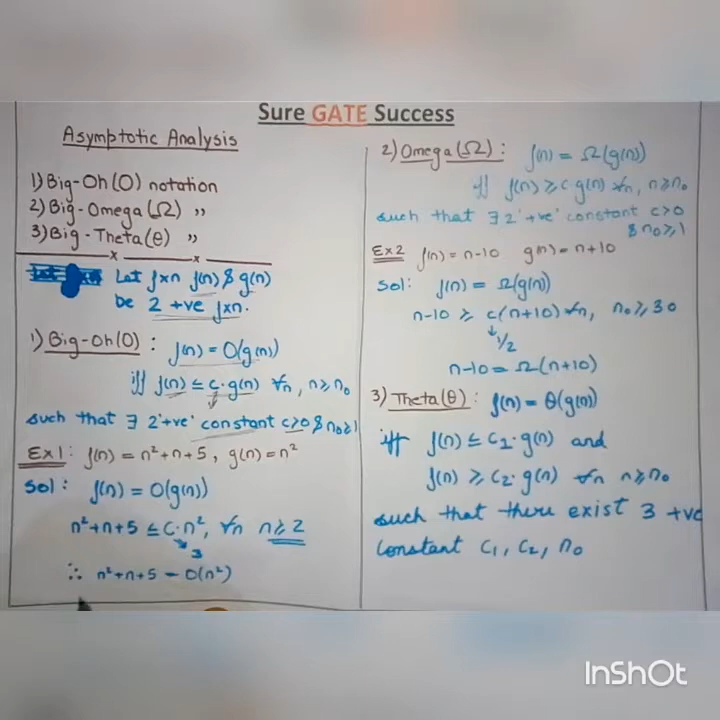 Sure GATE Success
Asymptotic Analysis
1) Big-Oh (O) notation
2) Big-Omega (Ω) ,,
3) Big-Theta (θ) ,,
Let fxn f(n) & g(n)
be 2 +ve fxn.
1) Big-Oh (O) : f(n) = O(g(n))
iff f(n) ≤ c·g(n) ∀n, n≥n₀
such that ∃ 2 '+ve' constant c>0 & n₀≥1
Ex1: f(n) = n²+n+5, g(n)=n²
Sol: f(n) = O(g(n))
n²+n+5 ≤ c·n², ∀n n≥2
3
∴ n²+n+5 = O(n²)
2) Omega (Ω) : f(n) = Ω(g(n))
iff f(n) ≥ c·g(n) ∀n, n≥n₀
such that ∃ 2 '+ve' constant c>0
& n₀≥1
Ex2 f(n) = n-10 g(n) = n+10
Sol: f(n) = Ω(g(n))
n-10 ≥ c(n+10) ∀n, n₀≥30
1/2
n-10 = Ω(n+10)
3) Theta (θ) : f(n) = θ(g(n))
iff f(n) ≤ c₁·g(n) and
f(n) ≥ c₂·g(n) ∀n n≥n₀
such that there exist 3 +ve
constant c₁, c₂, n₀
InShOt